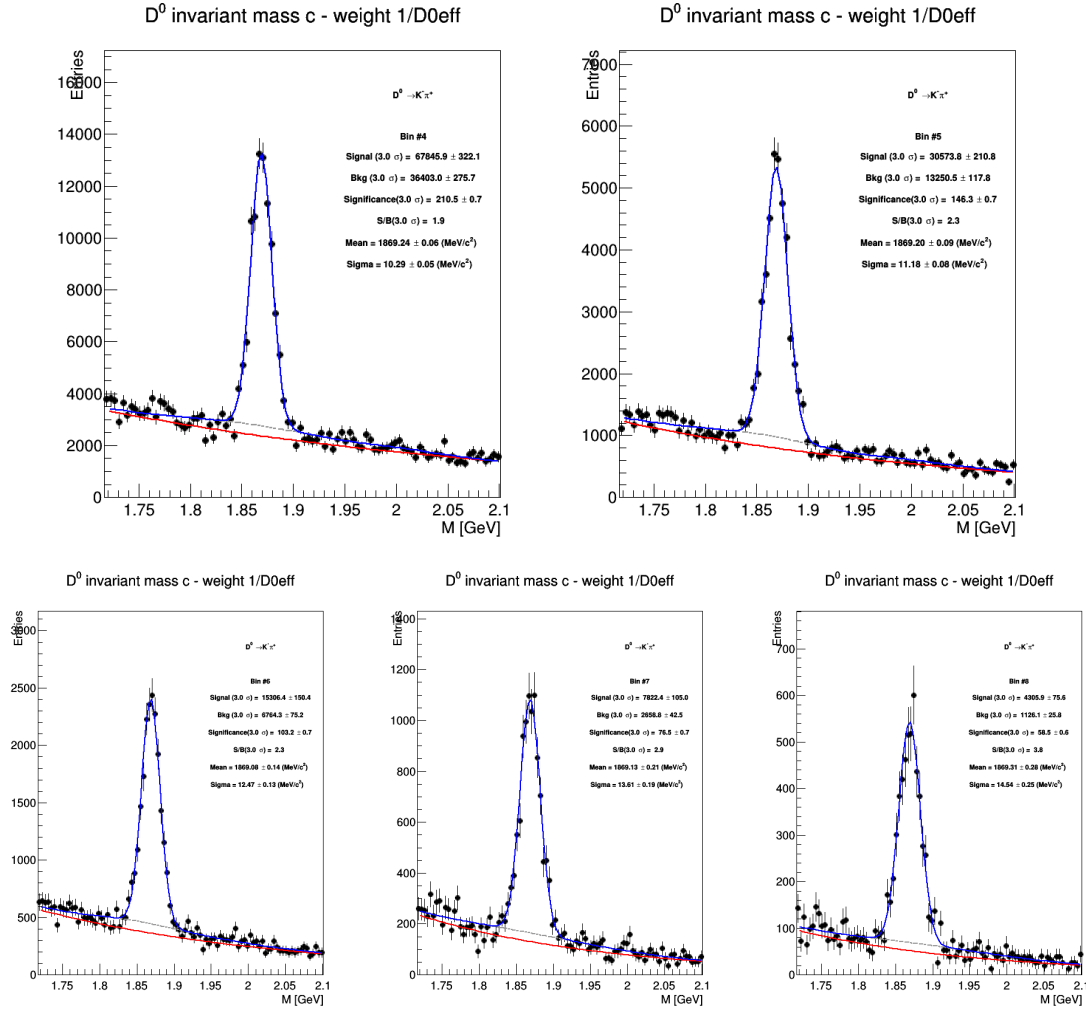 D⁰ invariant mass c - weight 1/D0eff
Entries
16000
14000
12000
10000
8000
6000
4000
2000
0
D⁰ →K⁻π⁺
Bin #4
Signal (3.0 σ) = 67845.9 ± 322.1
Bkg (3.0 σ) = 36403.0 ± 275.7
Significance(3.0 σ) = 210.5 ± 0.7
S/B(3.0 σ) = 1.9
Mean = 1869.24 ± 0.06 (MeV/c²)
Sigma = 10.29 ± 0.05 (MeV/c²)
1.75 1.8 1.85 1.9 1.95 2 2.05 2.1
M [GeV]
D⁰ invariant mass c - weight 1/D0eff
Entries
7000
6000
5000
4000
3000
2000
1000
0
D⁰ →K⁻π⁺
Bin #5
Signal (3.0 σ) = 30573.8 ± 210.8
Bkg (3.0 σ) = 13250.5 ± 117.8
Significance(3.0 σ) = 146.3 ± 0.7
S/B(3.0 σ) = 2.3
Mean = 1869.20 ± 0.09 (MeV/c²)
Sigma = 11.18 ± 0.08 (MeV/c²)
1.75 1.8 1.85 1.9 1.95 2 2.05 2.1
M [GeV]
D⁰ invariant mass c - weight 1/D0eff
Entries
3000
2500
2000
1500
1000
500
0
D⁰ →K⁻π⁺
Bin #6
Signal (3.0 σ) = 15306.4 ± 150.4
Bkg (3.0 σ) = 6764.3 ± 75.2
Significance(3.0 σ) = 103.2 ± 0.7
S/B(3.0 σ) = 2.3
Mean = 1869.08 ± 0.14 (MeV/c²)
Sigma = 12.47 ± 0.13 (MeV/c²)
1.75 1.8 1.85 1.9 1.95 2 2.05 2.1
M [GeV]
D⁰ invariant mass c - weight 1/D0eff
Entries
1400
1200
1000
800
600
400
200
0
D⁰ →K⁻π⁺
Bin #7
Signal (3.0 σ) = 7822.4 ± 105.0
Bkg (3.0 σ) = 2658.8 ± 42.5
Significance(3.0 σ) = 76.5 ± 0.7
S/B(3.0 σ) = 2.9
Mean = 1869.13 ± 0.21 (MeV/c²)
Sigma = 13.61 ± 0.19 (MeV/c²)
1.75 1.8 1.85 1.9 1.95 2 2.05 2.1
M [GeV]
D⁰ invariant mass c - weight 1/D0eff
Entries
700
600
500
400
300
200
100
0
D⁰ →K⁻π⁺
Bin #8
Signal (3.0 σ) = 4305.9 ± 75.6
Bkg (3.0 σ) = 1126.1 ± 25.8
Significance(3.0 σ) = 58.5 ± 0.6
S/B(3.0 σ) = 3.8
Mean = 1869.31 ± 0.28 (MeV/c²)
Sigma = 14.54 ± 0.25 (MeV/c²)
1.75 1.8 1.85 1.9 1.95 2 2.05 2.1
M [GeV]